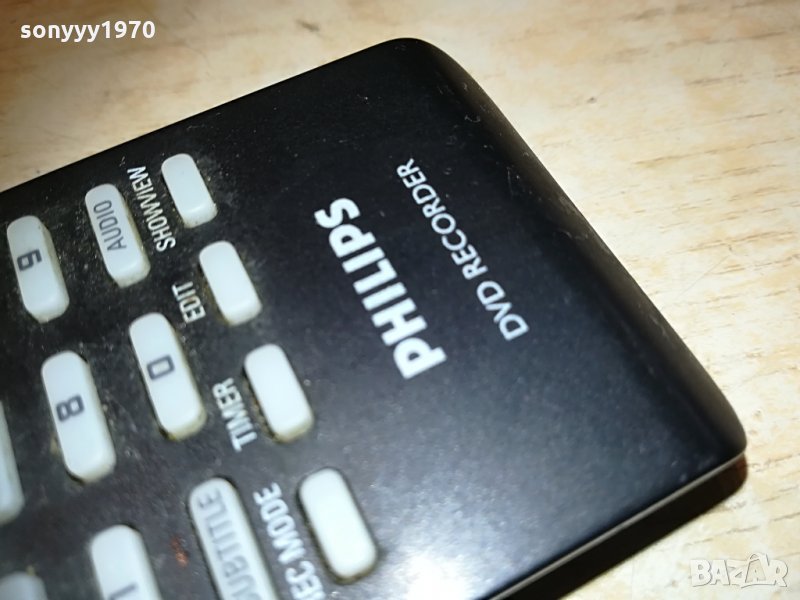 sonyyy1970
PHILIPS
DVD RECORDER
SHOWVIEW
AUDIO
9
EDIT
0
8
TIMER
REC MODE
SUBTITLE
BAZAR